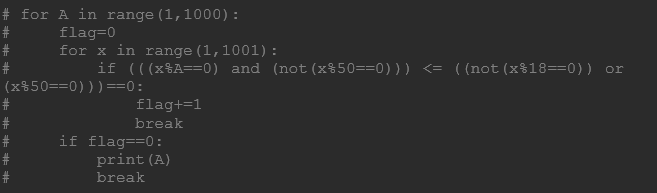 # for A in range(1,1000):
#     flag=0
#     for x in range(1,1001):
#         if (((x%A==0) and (not(x%50==0))) <= ((not(x%18==0)) or
(x%50==0)))==0:
#             flag+=1
#             break
#     if flag==0:
#         print(A)
#         break